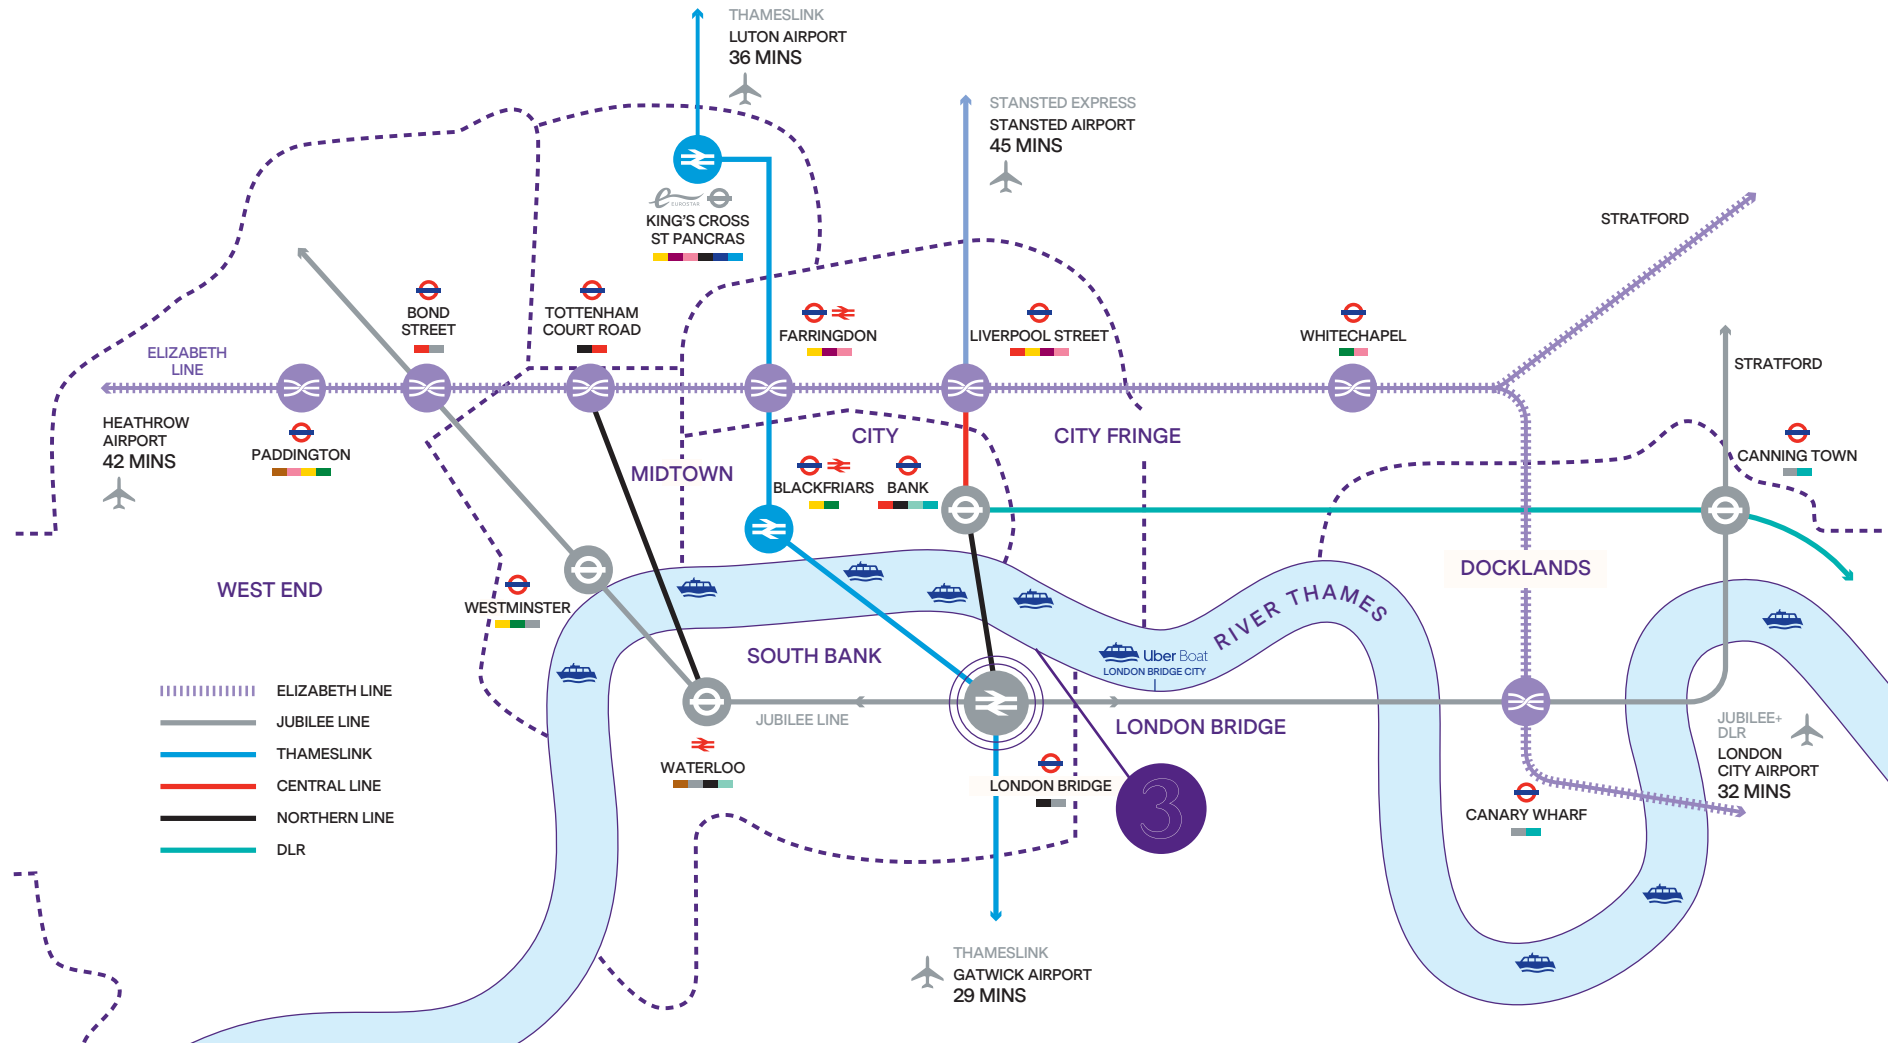 THAMESLINK
LUTON AIRPORT
36 MINS
STANSTED EXPRESS
STANSTED AIRPORT
45 MINS
EUROSTAR
KING'S CROSS
ST PANCRAS
STRATFORD
BOND
STREET
TOTTENHAM
COURT ROAD
FARRINGDON
LIVERPOOL STREET
WHITECHAPEL
ELIZABETH
LINE
STRATFORD
HEATHROW
AIRPORT
42 MINS
PADDINGTON
CITY
CITY FRINGE
MIDTOWN
BLACKFRIARS
BANK
CANNING TOWN
DOCKLANDS
WEST END
WESTMINSTER
RIVER THAMES
SOUTH BANK
Uber Boat
LONDON BRIDGE CITY
ELIZABETH LINE
JUBILEE LINE
THAMESLINK
CENTRAL LINE
NORTHERN LINE
DLR
JUBILEE LINE
LONDON BRIDGE
WATERLOO
LONDON BRIDGE
3
JUBILEE+
DLR
LONDON
CITY AIRPORT
32 MINS
CANARY WHARF
THAMESLINK
GATWICK AIRPORT
29 MINS